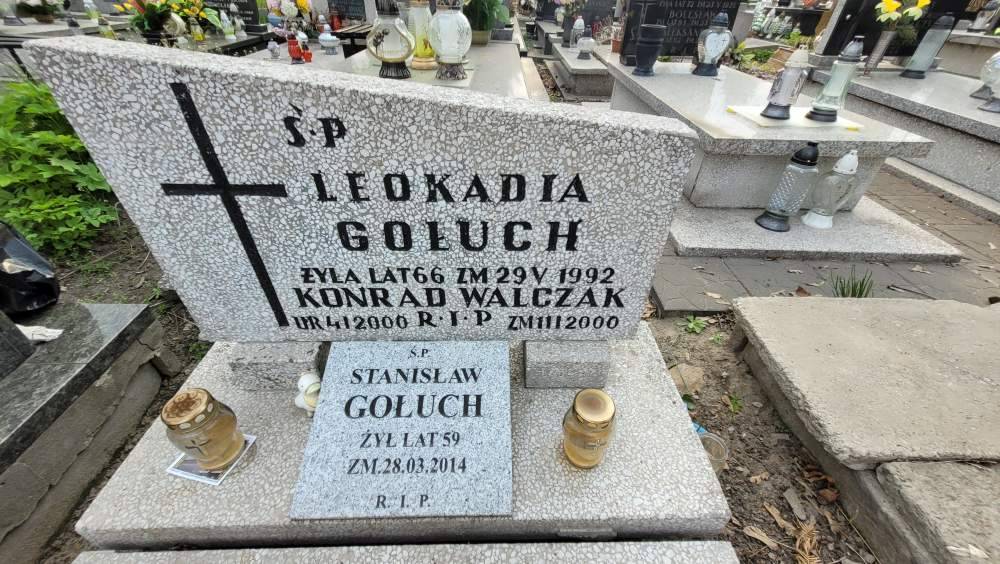 Ś.P
LEOKADIA
GOŁUCH
ŻYŁA LAT 66 ZM 29 V 1992
KONRAD WALCZAK
UR 4 I 2000 R.I.P ZM 11 I 2000
Ś.P.
STANISŁAW
GOŁUCH
ŻYŁ LAT 59
ZM. 28.03.2014
R. I. P.
BOLESŁAW